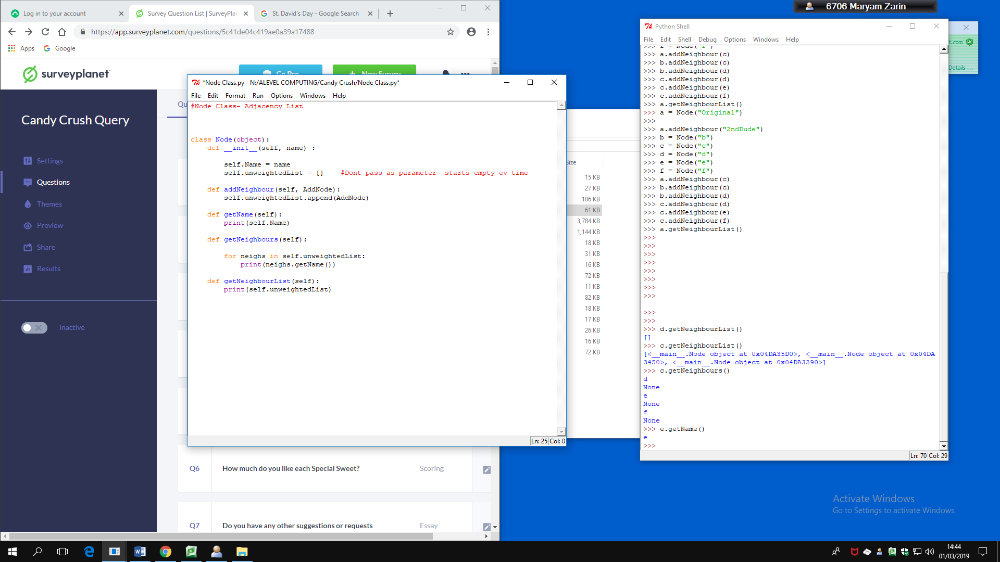 Log in to your account
Survey Question List | SurveyPlan
St. David's Day - Google Search
https://app.surveyplanet.com/questions/5c41de04c419ae0a39a17488
Apps
Google
surveyplanet
Go Pro
+ New Survey
Candy Crush Query
Settings
Questions
Themes
Preview
Share
Results
Inactive
Qu
Q6
How much do you like each Special Sweet?
Scoring
Q7
Do you have any other suggestions or requests
Essay
*Node Class.py - N:/ALEVEL COMPUTING/Candy Crush/Node Class.py*
File Edit Format Run Options Windows Help
#Node Class- Adjacency List
class Node(object):
    def __init__(self, name) :
        self.Name = name
        self.unweightedList = []    #Dont pass as parameter- starts empty ev time
    def addNeighbour(self, AddNode):
        self.unweightedList.append(AddNode)
    def getName(self):
        print(self.Name)
    def getNeighbours(self):
        for neighs in self.unweightedList:
            print(neighs.getName())
    def getNeighbourList(self):
        print(self.unweightedList)
Ln: 25 Col: 0
Size
15 KB
27 KB
186 KB
61 KB
3,784 KB
1,144 KB
18 KB
31 KB
16 KB
72 KB
11 KB
82 KB
18 KB
17 KB
26 KB
16 KB
72 KB
6706 Maryam Zarin
t.com
Details ...
Python Shell
File Edit Shell Debug Options Windows Help
>>> f = Node("f")
>>> a.addNeighbour(c)
>>> b.addNeighbour(c)
>>> b.addNeighbour(d)
>>> c.addNeighbour(d)
>>> c.addNeighbour(e)
>>> c.addNeighbour(f)
>>> a.getNeighbourList()
>>> a = Node("Original")
>>>
>>> a.addNeighbour("2ndDude")
>>> b = Node("b")
>>> c = Node("c")
>>> d = Node("d")
>>> e = Node("e")
>>> f = Node("f")
>>> a.addNeighbour(c)
>>> b.addNeighbour(c)
>>> b.addNeighbour(d)
>>> c.addNeighbour(d)
>>> c.addNeighbour(e)
>>> c.addNeighbour(f)
>>> a.getNeighbourList()
>>>
>>>
>>>
>>>
>>>
>>>
>>>
>>>
>>>
>>>
>>> d.getNeighbourList()
[]
>>> c.getNeighbourList()
[<__main__.Node object at 0x04DA35D0>, <__main__.Node object at 0x04DA
3450>, <__main__.Node object at 0x04DA3290>]
>>> c.getNeighbours()
d
None
e
None
f
None
>>> e.getName()
e
>>>
Ln: 70 Col: 29
Activate Windows
Go to Settings to activate Windows.
14:44
01/03/2019